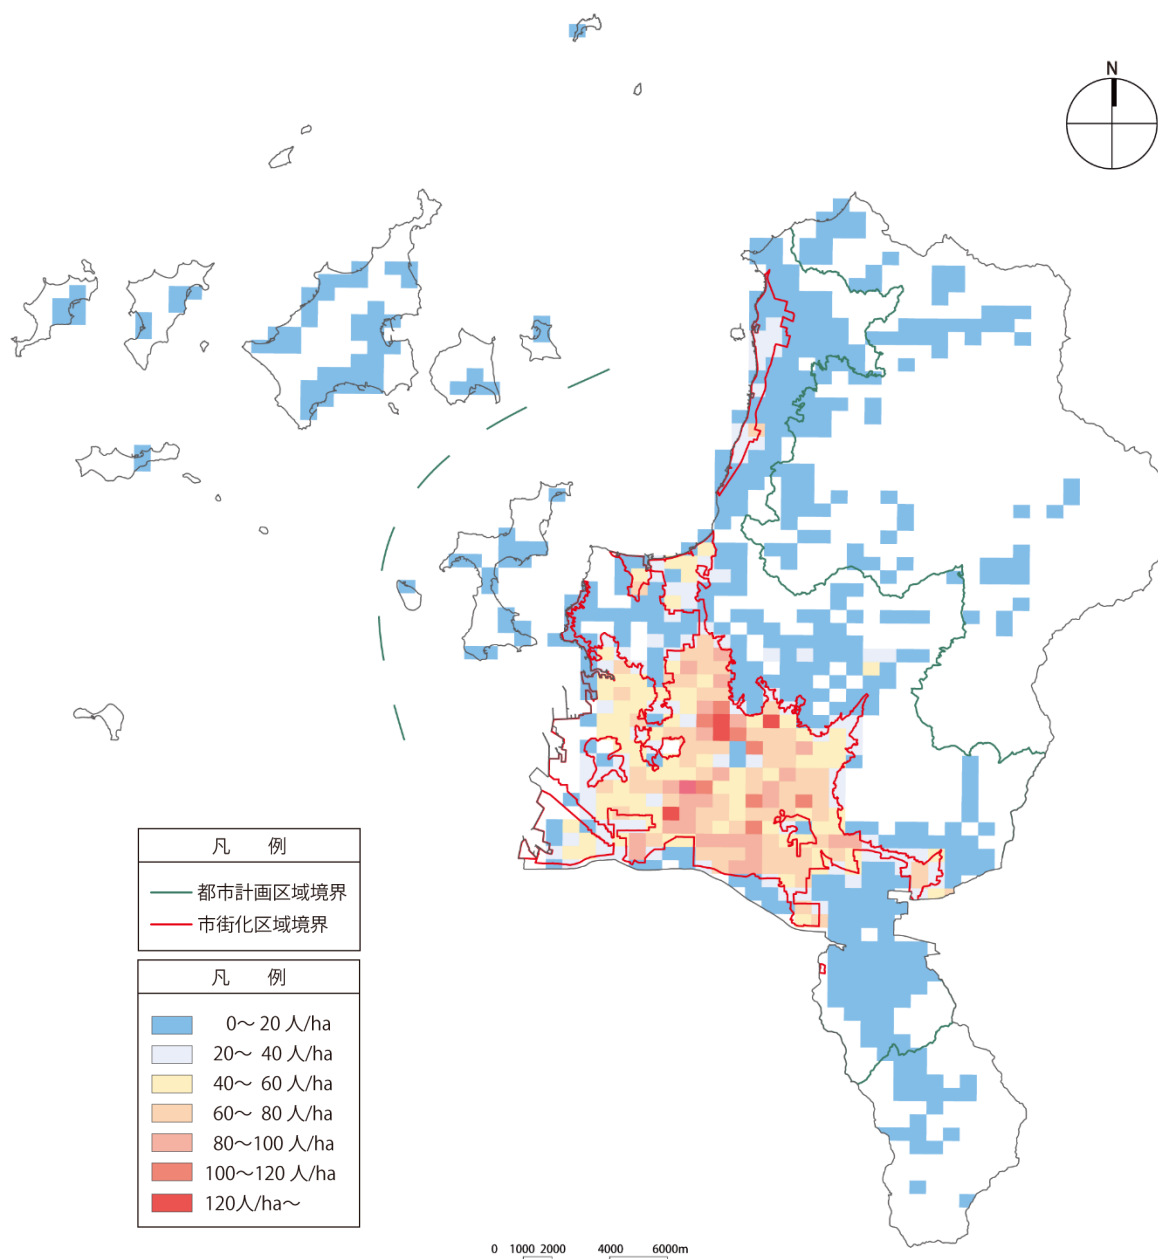 N
凡 例
都市計画区域境界
市街化区域境界
凡 例
0～ 20 人/ha
20～ 40 人/ha
40～ 60 人/ha
60～ 80 人/ha
80～100 人/ha
100～120 人/ha
120人/ha～
0 1000 2000 4000 6000m